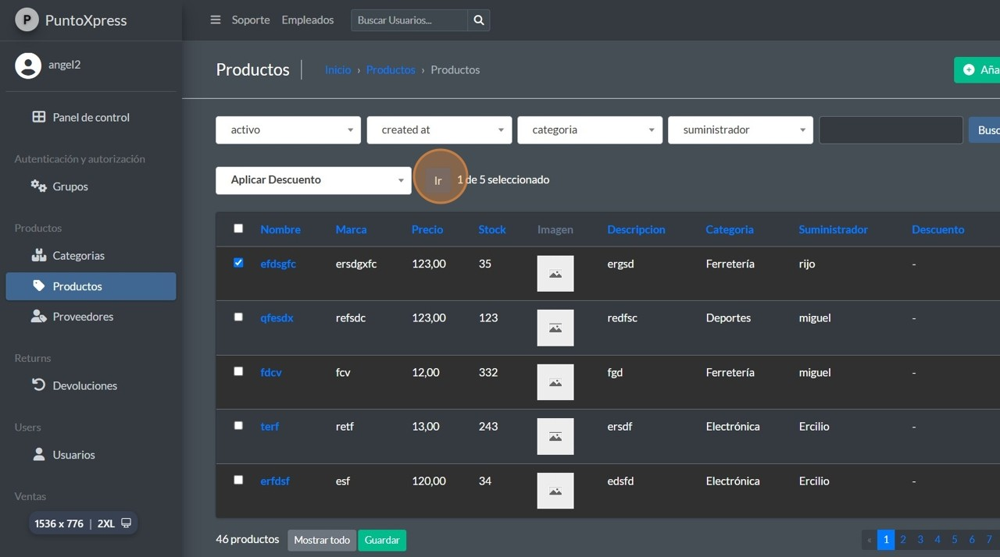 P PuntoXpress
Soporte Empleados Buscar Usuarios...
angel2
Productos Inicio › Productos › Productos Aña
Panel de control
activo created at categoria suministrador Busc
Autenticación y autorización
Aplicar Descuento Ir 1 de 5 seleccionado
Grupos
Productos
Nombre Marca Precio Stock Imagen Descripcion Categoria Suministrador Descuento
Categorias
efdsgfc ersdgxfc 123,00 35 ergsd Ferretería rijo -
Productos
Proveedores
qfesdx refsdc 123,00 123 redfsc Deportes miguel -
Returns
fdcv fcv 12,00 332 fgd Ferretería miguel -
Devoluciones
Users
terf retf 13,00 243 ersdf Electrónica Ercilio -
Usuarios
erfdsf esf 120,00 34 edsfd Electrónica Ercilio -
Ventas
1536 x 776 | 2XL
46 productos Mostrar todo Guardar « 1 2 3 4 5 6 7